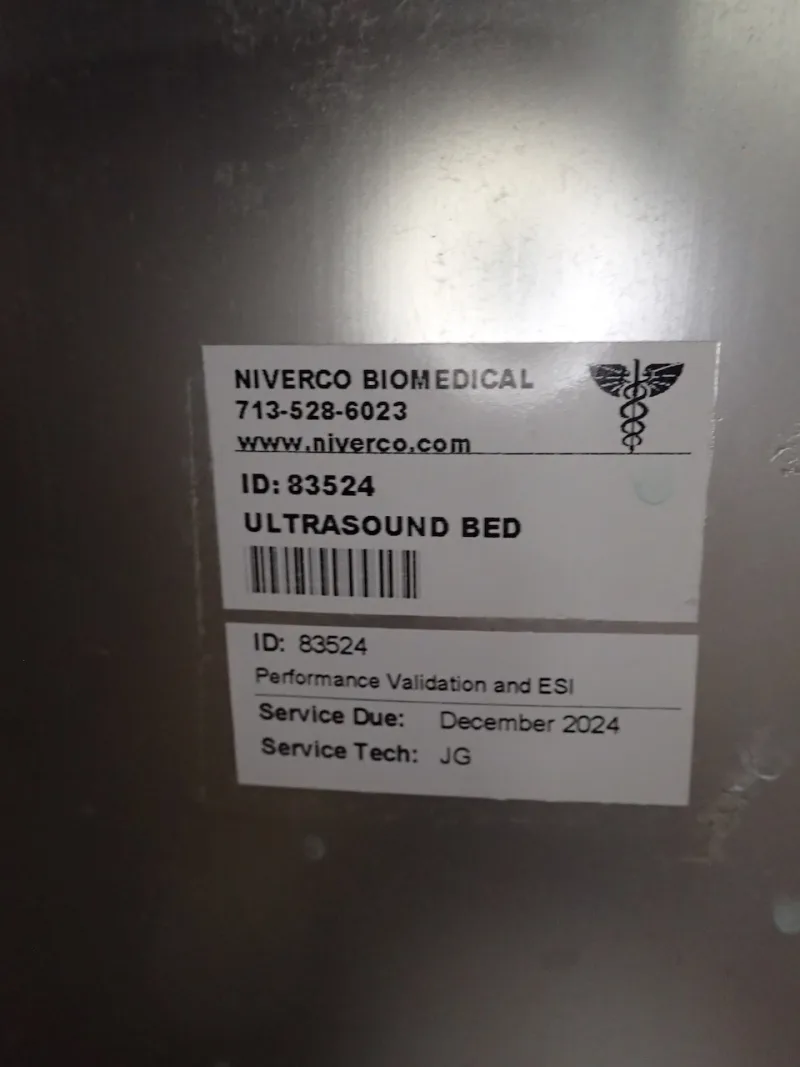 NIVERCO BIOMEDICAL
713-528-6023
www.niverco.com
ID: 83524
ULTRASOUND BED
ID: 83524
Performance Validation and ESI
Service Due: December 2024
Service Tech: JG